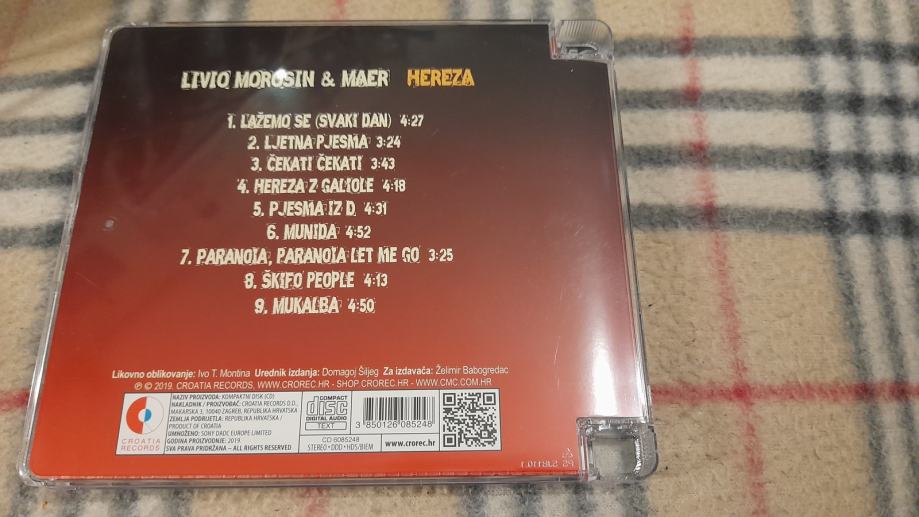 LIVIO MOROSIN & MAER HEREZA
1. LAŽEMO SE (SVAKI DAN) 4:27
2. LJETNA PJESMA 3:24
3. ČEKATI ČEKATI 3:43
4. HEREZA Z GALIOLE 4:18
5. PJESMA IZ D 4:31
6. MUNIDA 4:52
7. PARANOIA, PARANOIA LET ME GO 3:25
8. ŠKIFO PEOPLE 4:13
9. MUKALBA 4:50
Likovno oblikovanje: Ivo T. Montina Urednik izdanja: Domagoj Šiljeg Za izdavača: Želimir Babogredac
℗ © 2019. CROATIA RECORDS, WWW.CROREC.HR - SHOP.CROREC.HR - WWW.CMC.COM.HR
CROATIA
RECORDS
NAZIV PROIZVODA: KOMPAKTNI DISK (CD)
NAKLADNIK / PROIZVOĐAČ: CROATIA RECORDS D.D.,
MAKARSKA 3, 10040 ZAGREB, REPUBLIKA HRVATSKA
ZEMLJA PODRIJETLA: REPUBLIKA HRVATSKA /
PRODUCT OF CROATIA
UMNOŽENO: SONY DADC EUROPE LIMITED
GODINA PROIZVODNJE: 2019.
SVA PRAVA PRIDRŽANA – ALL RIGHTS RESERVED
COMPACT
disc
DIGITAL AUDIO
TEXT
CD 6085248
STEREO • DDD • HDS/BIEM
3 850126 085248
www.crorec.hr